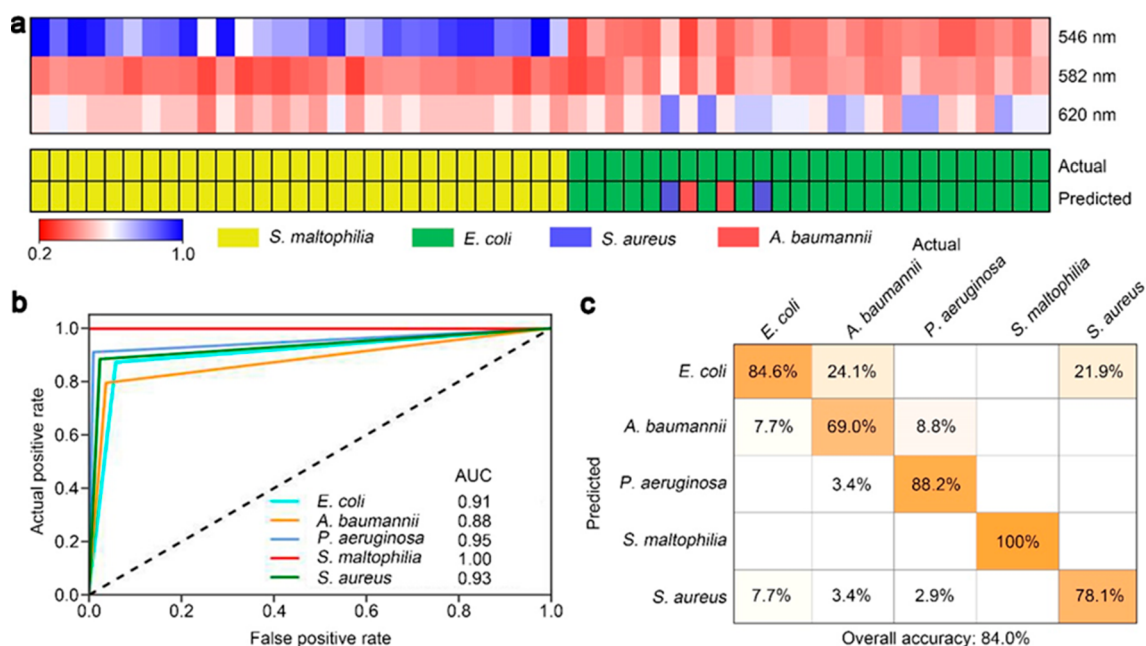 a
546 nm
582 nm
620 nm
Actual
Predicted
0.2 1.0
S. maltophilia E. coli S. aureus A. baumannii
b
1.0
0.8
0.6
0.4
0.2
0.0
Actual positive rate
AUC
E. coli 0.91
A. baumannii 0.88
P. aeruginosa 0.95
S. maltophilia 1.00
S. aureus 0.93
0.0 0.2 0.4 0.6 0.8 1.0
False positive rate
c
Actual
E. coli A. baumannii P. aeruginosa S. maltophilia S. aureus
Predicted
E. coli 84.6% 24.1% 21.9%
A. baumannii 7.7% 69.0% 8.8%
P. aeruginosa 3.4% 88.2%
S. maltophilia 100%
S. aureus 7.7% 3.4% 2.9% 78.1%
Overall accuracy: 84.0%